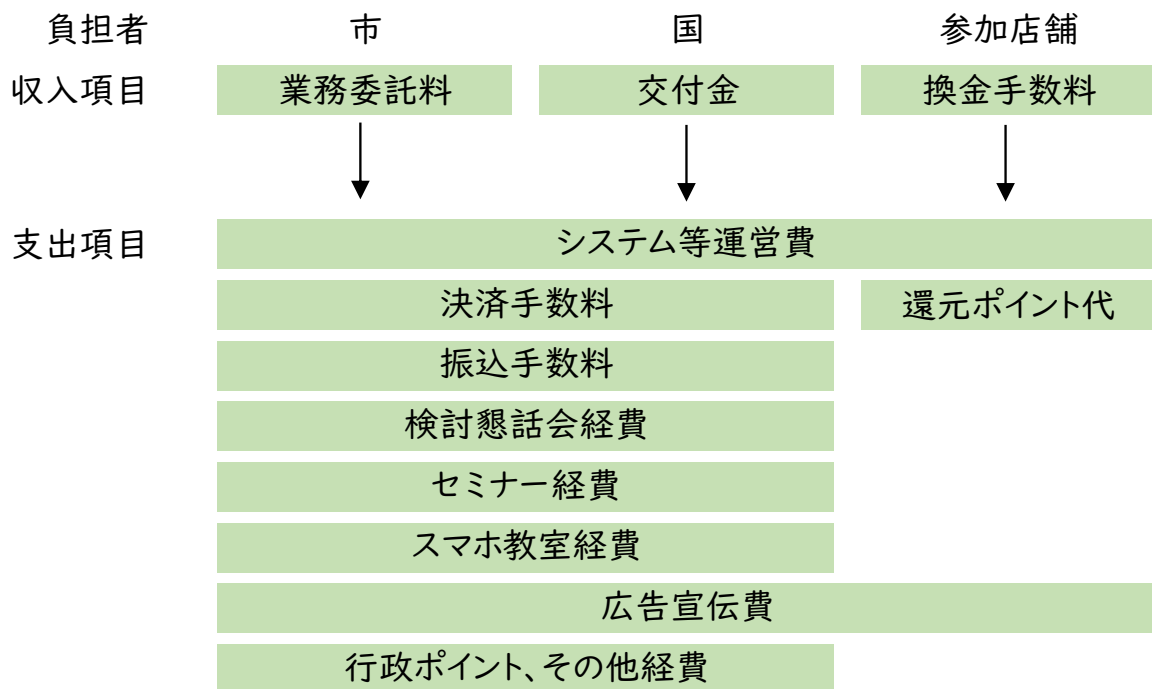 負担者 市 国 参加店舗
収入項目 業務委託料 交付金 換金手数料
支出項目 システム等運営費
決済手数料 還元ポイント代
振込手数料
検討懇話会経費
セミナー経費
スマホ教室経費
広告宣伝費
行政ポイント、その他経費